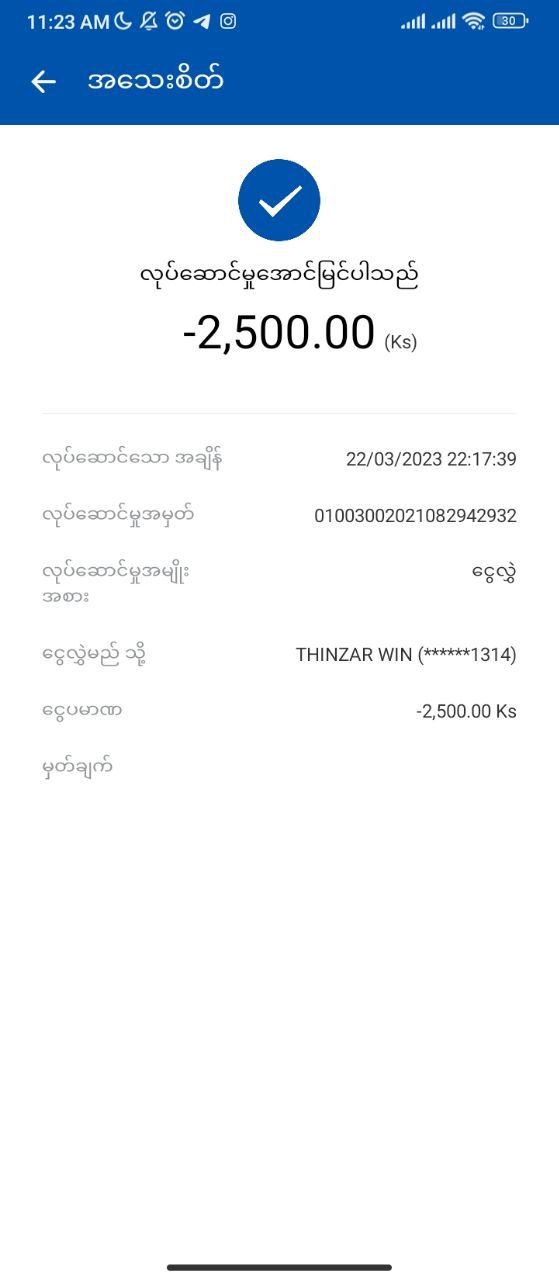 11:23 AM
30
အသေးစိတ်
လုပ်ဆောင်မှုအောင်မြင်ပါသည်
-2,500.00 (Ks)
လုပ်ဆောင်သော အချိန် 22/03/2023 22:17:39
လုပ်ဆောင်မှုအမှတ် 01003002021082942932
လုပ်ဆောင်မှုအမျိုး ငွေလွှဲ
အစား
ငွေလွှဲမည် သို့ THINZAR WIN (******1314)
ငွေပမာဏ -2,500.00 Ks
မှတ်ချက်